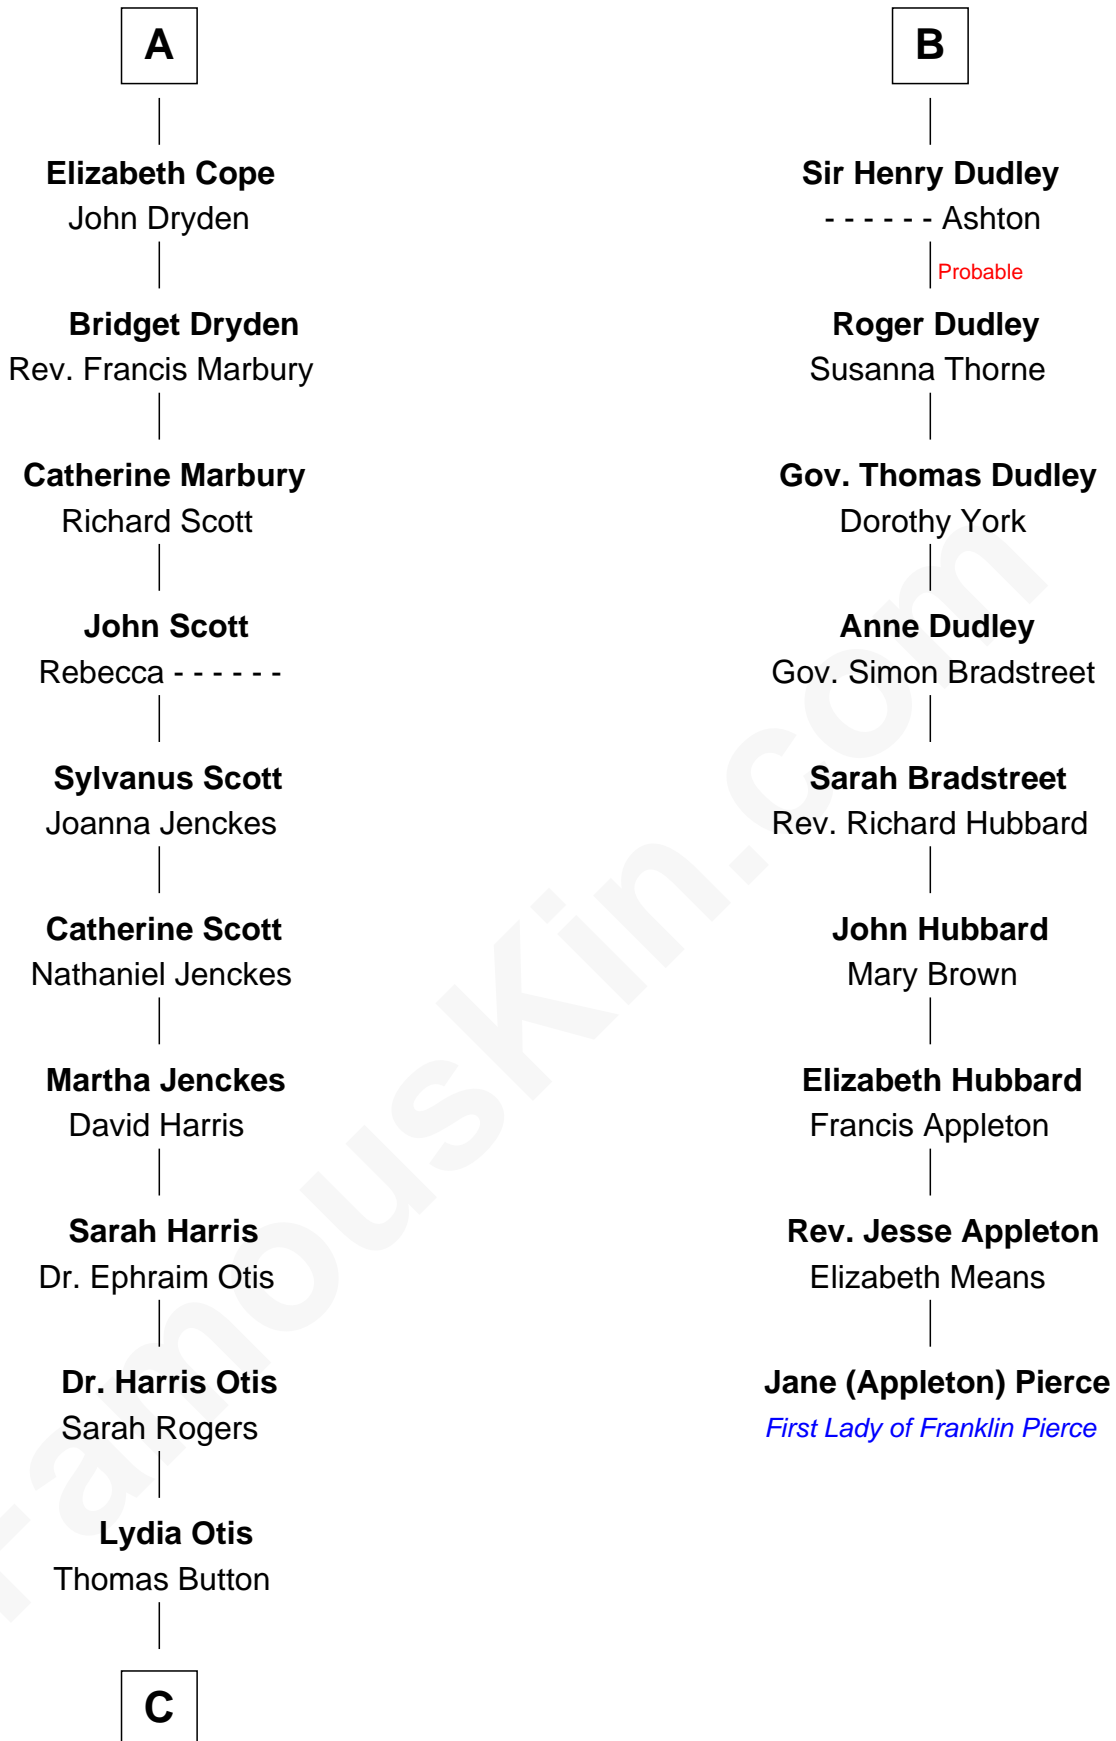 A
Elizabeth Cope
John Dryden
Bridget Dryden
Rev. Francis Marbury
Catherine Marbury
Richard Scott
John Scott
Rebecca - - - - - -
Sylvanus Scott
Joanna Jenckes
Catherine Scott
Nathaniel Jenckes
Martha Jenckes
David Harris
Sarah Harris
Dr. Ephraim Otis
Dr. Harris Otis
Sarah Rogers
Lydia Otis
Thomas Button
C
B
Sir Henry Dudley
- - - - - - Ashton
Probable
Roger Dudley
Susanna Thorne
Gov. Thomas Dudley
Dorothy York
Anne Dudley
Gov. Simon Bradstreet
Sarah Bradstreet
Rev. Richard Hubbard
John Hubbard
Mary Brown
Elizabeth Hubbard
Francis Appleton
Rev. Jesse Appleton
Elizabeth Means
Jane (Appleton) Pierce
First Lady of Franklin Pierce
FamousKin.com